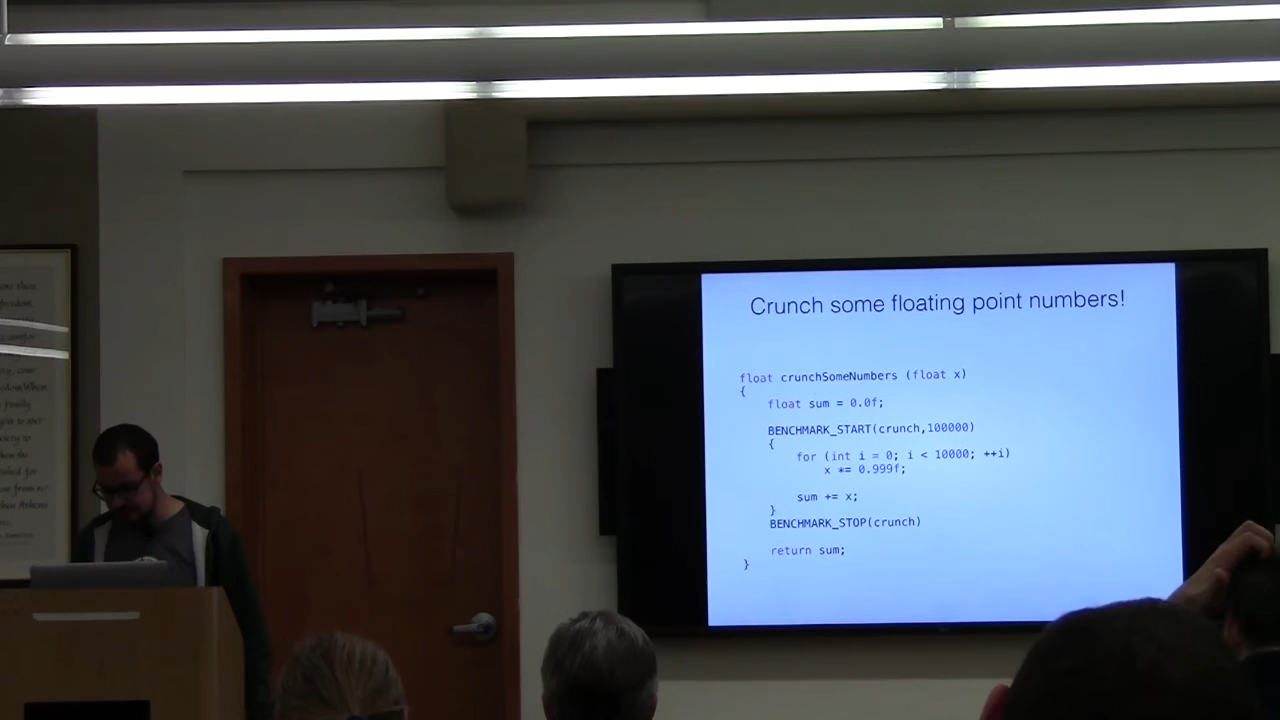 Crunch some floating point numbers!
float crunchSomeNumbers (float x)
{
float sum = 0.0f;
BENCHMARK_START(crunch,100000)
{
for (int i = 0; i < 10000; ++i)
x *= 0.999f;
sum += x;
}
BENCHMARK_STOP(crunch)
return sum;
}